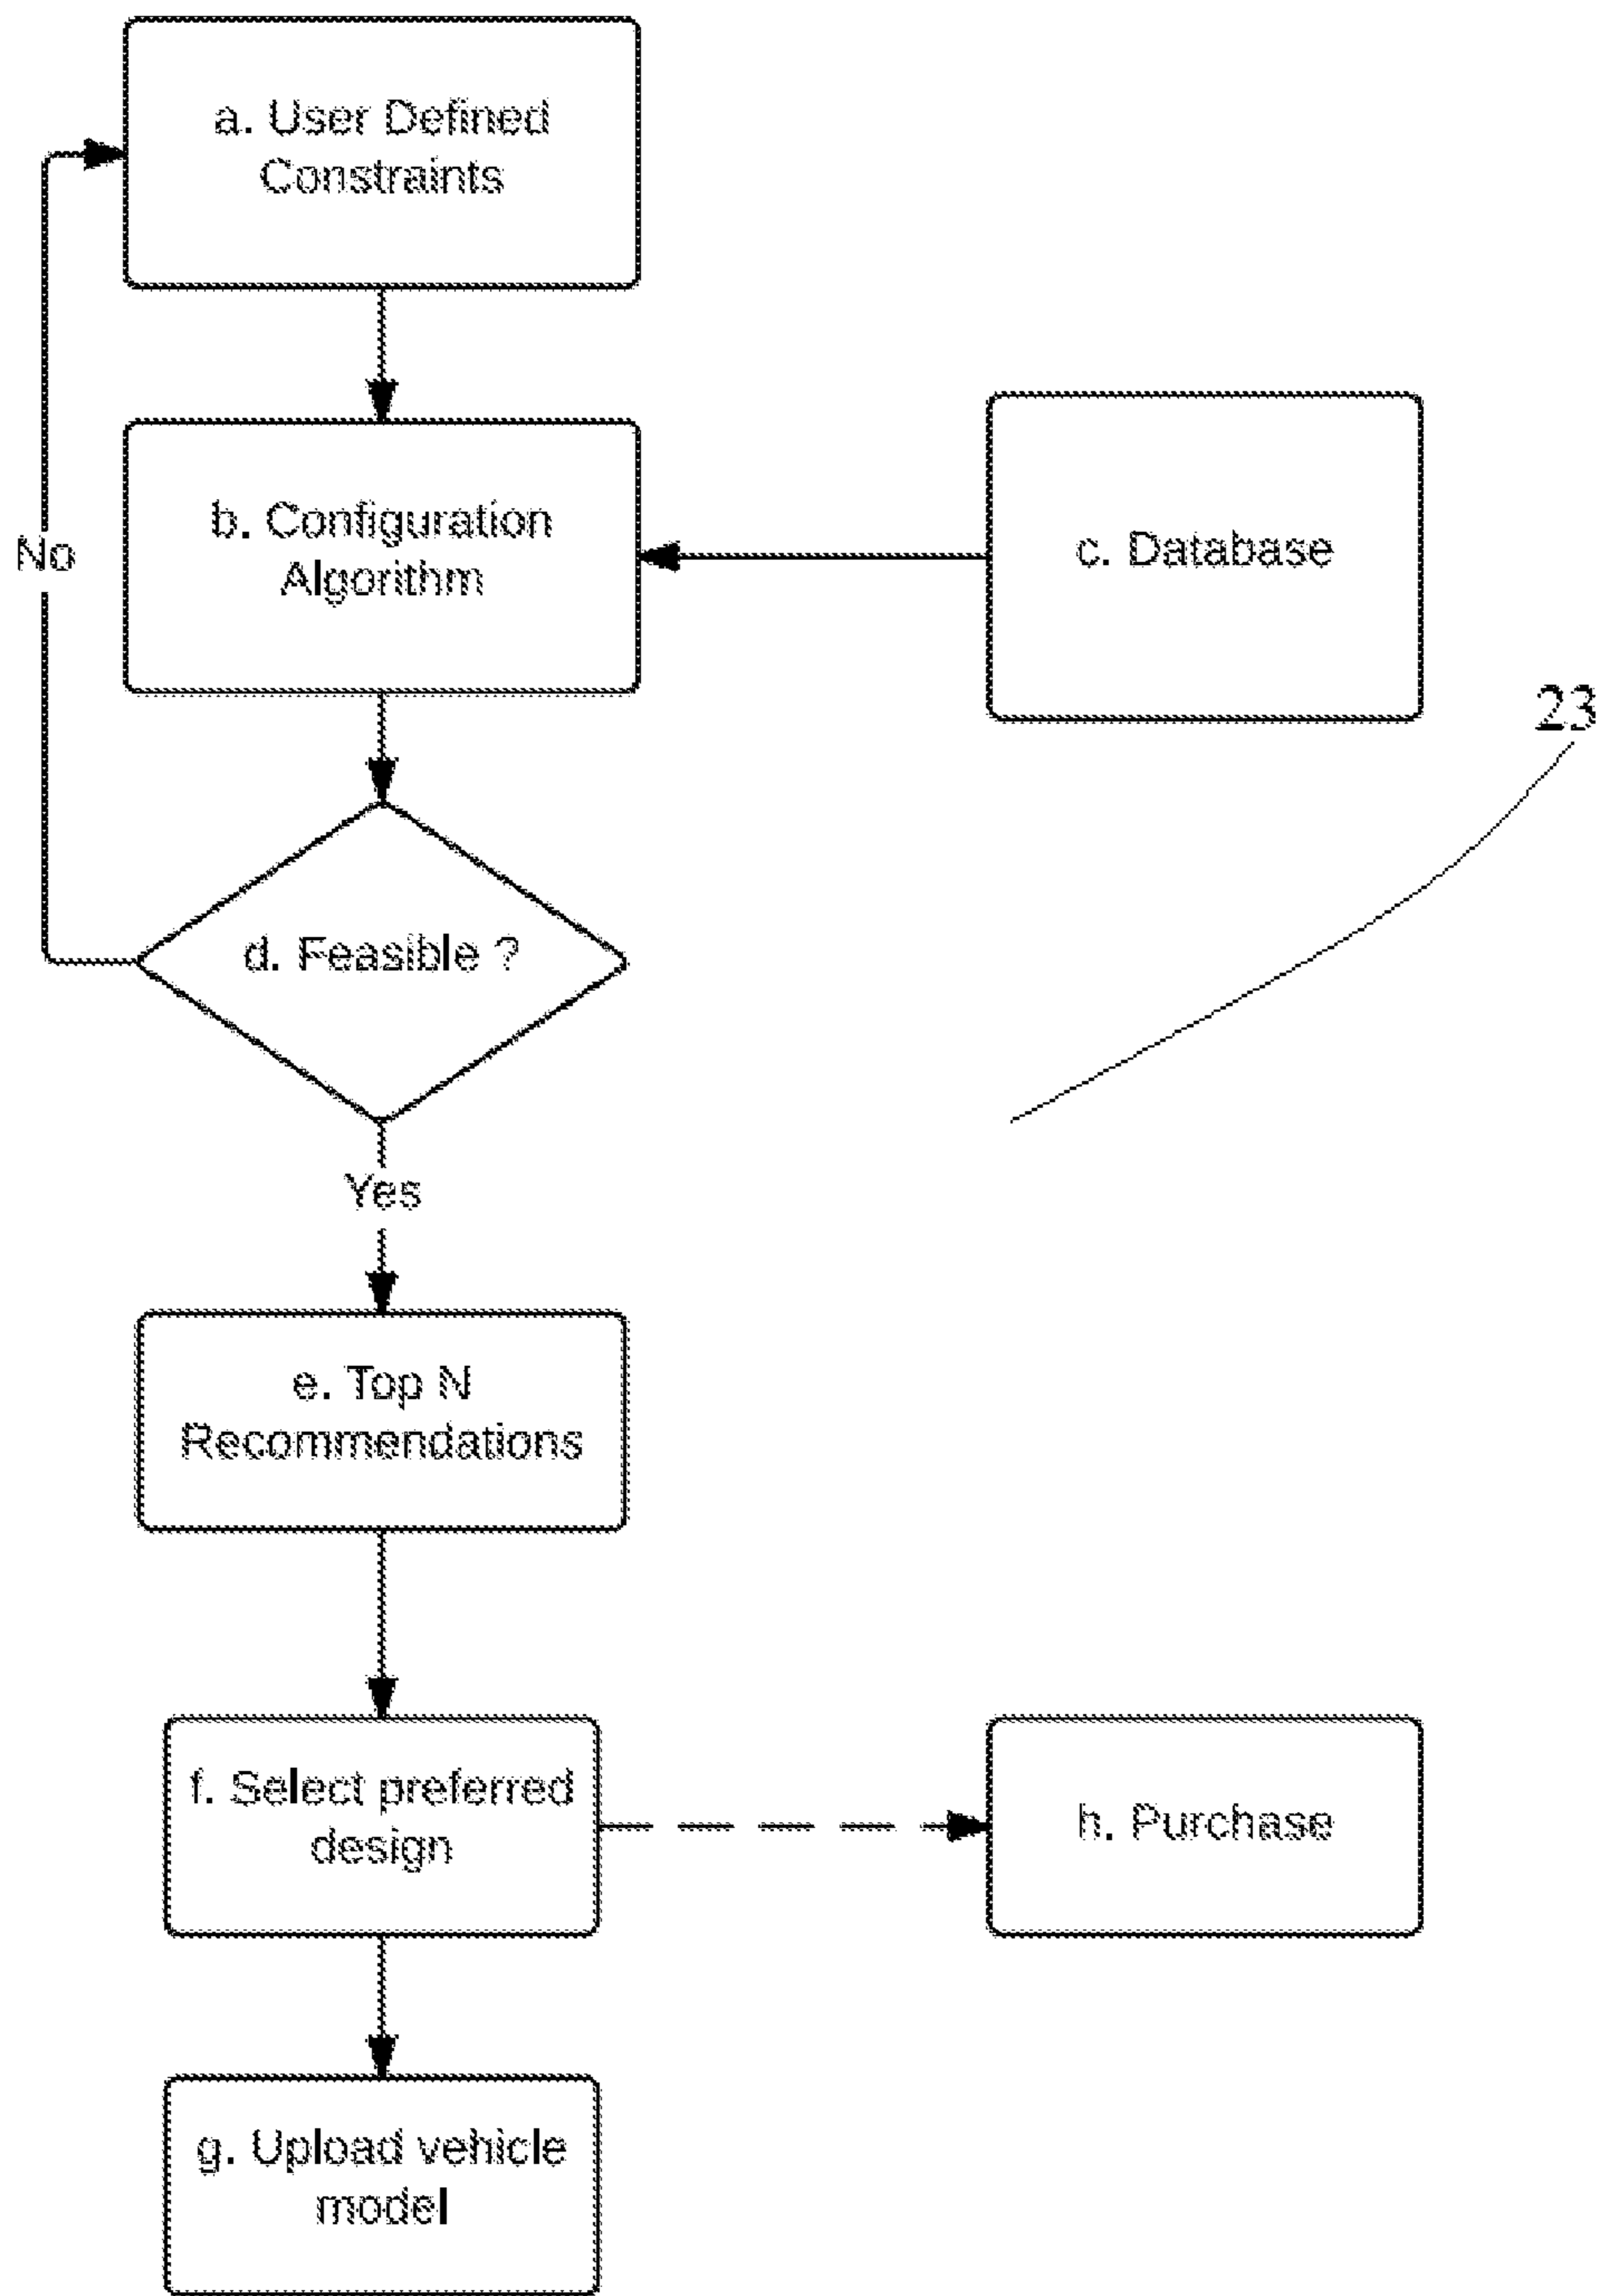 a. User Defined
Constraints
b. Configuration
Algorithm
c. Database
No
23
d. Feasible ?
Yes
e. Top N
Recommendations
f. Select preferred
design
h. Purchase
g. Upload vehicle
model